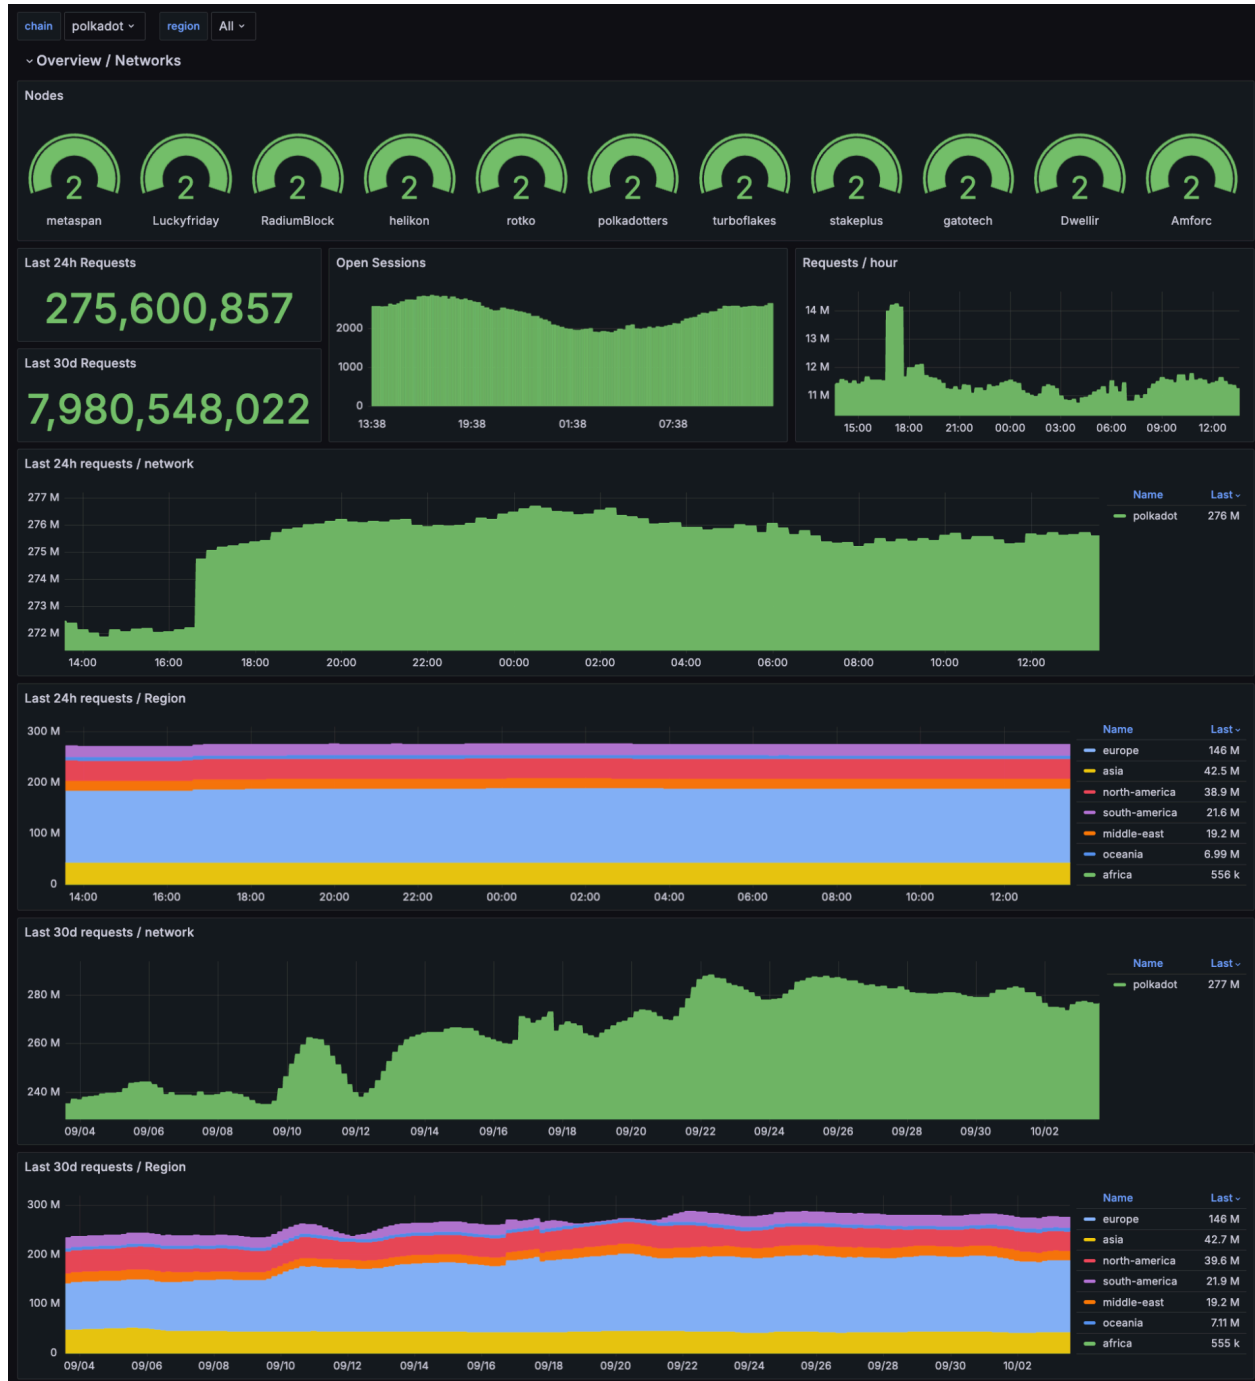 chain polkadot region All
Overview / Networks
Nodes
2 2 2 2 2 2 2 2 2 2 2
metaspan Luckyfriday RadiumBlock helikon rotko polkadotters turboflakes stakeplus gatotech Dwellir Amforc
Last 24h Requests
275,600,857
Last 30d Requests
7,980,548,022
Open Sessions
2000
1000
0
13:38 19:38 01:38 07:38
Requests / hour
14 M
13 M
12 M
11 M
15:00 18:00 21:00 00:00 03:00 06:00 09:00 12:00
Last 24h requests / network
277 M
276 M
275 M
274 M
273 M
272 M
14:00 16:00 18:00 20:00 22:00 00:00 02:00 04:00 06:00 08:00 10:00 12:00
Name Last
polkadot 276 M
Last 24h requests / Region
300 M
200 M
100 M
0
14:00 16:00 18:00 20:00 22:00 00:00 02:00 04:00 06:00 08:00 10:00 12:00
Name Last
europe 146 M
asia 42.5 M
north-america 38.9 M
south-america 21.6 M
middle-east 19.2 M
oceania 6.99 M
africa 556 k
Last 30d requests / network
280 M
260 M
240 M
09/04 09/06 09/08 09/10 09/12 09/14 09/16 09/18 09/20 09/22 09/24 09/26 09/28 09/30 10/02
Name Last
polkadot 277 M
Last 30d requests / Region
300 M
200 M
100 M
0
09/04 09/06 09/08 09/10 09/12 09/14 09/16 09/18 09/20 09/22 09/24 09/26 09/28 09/30 10/02
Name Last
europe 146 M
asia 42.7 M
north-america 39.6 M
south-america 21.9 M
middle-east 19.2 M
oceania 7.11 M
africa 555 k